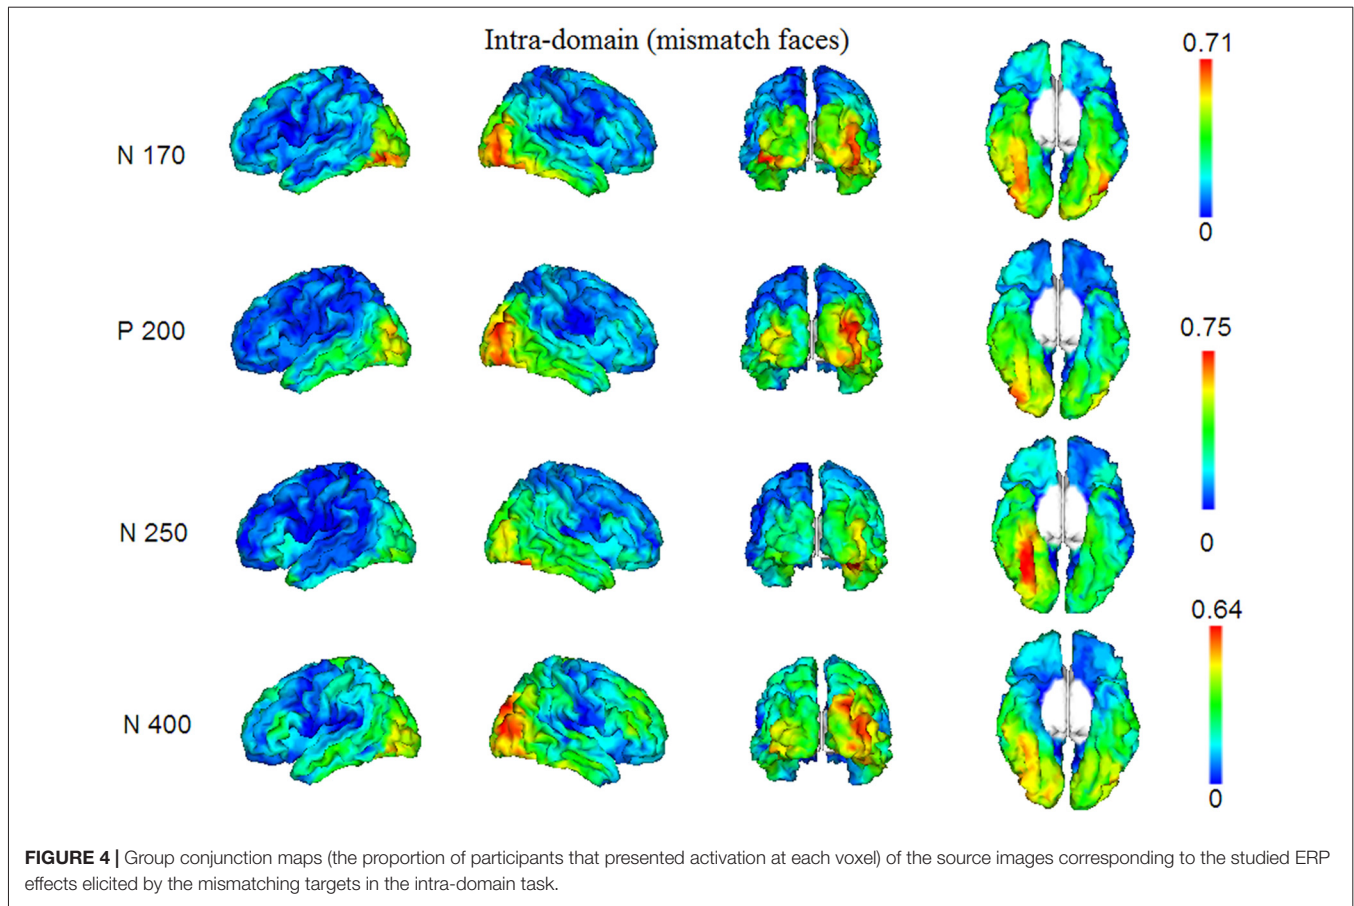 Intra-domain (mismatch faces)
0.71
N 170
0
P 200
0.75
N 250
0
0.64
N 400
0
FIGURE 4 | Group conjunction maps (the proportion of participants that presented activation at each voxel) of the source images corresponding to the studied ERP
effects elicited by the mismatching targets in the intra-domain task.